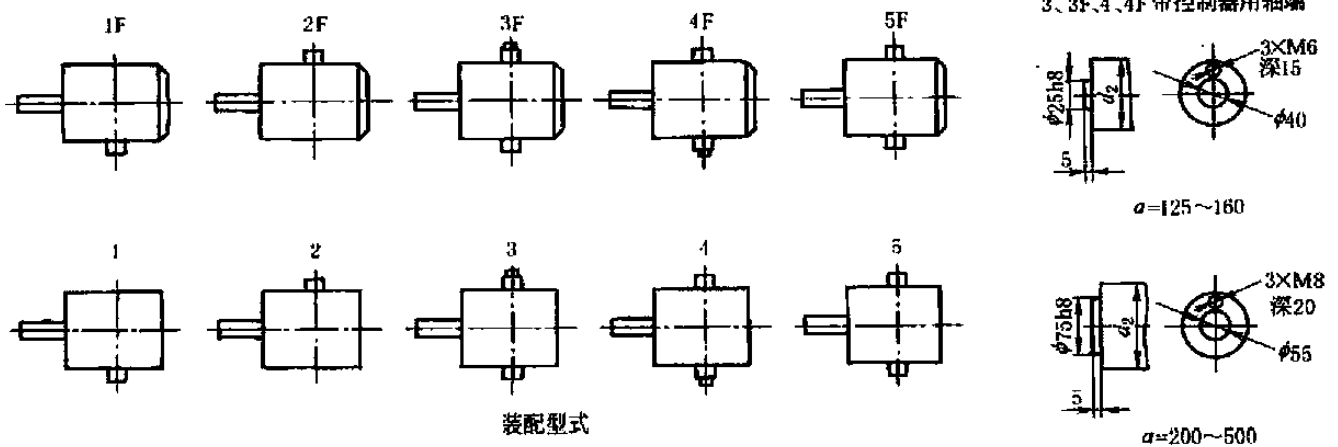 3、3F、4、4F 带控制器用轴端
1F 2F 3F 4F 5F
3×M6
深15
φ25h8
d₂
φ40
5
a=125~160
1 2 3 4 5
3×M8
深20
φ75h8
d₂
φ55
5
装配型式
a=200~500